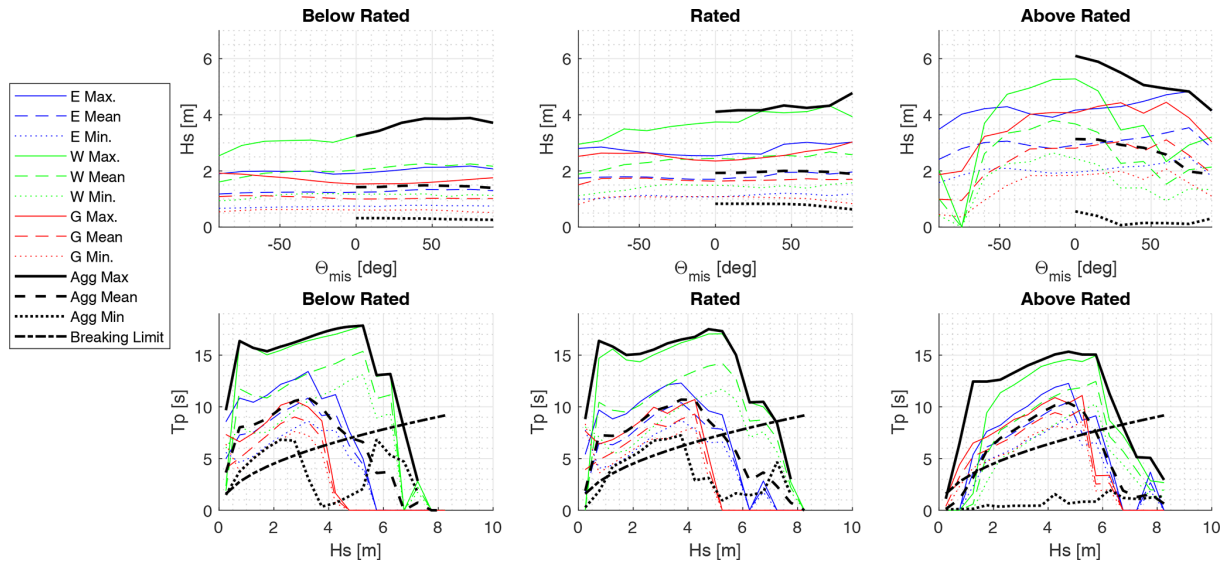 Below Rated
Rated
Above Rated
E Max.
E Mean
E Min.
W Max.
W Mean
W Min.
G Max.
G Mean
G Min.
Agg Max
Agg Mean
Agg Min
Breaking Limit
Hs [m]
6
4
2
0
-50
0
50
Θmis [deg]
Hs [m]
6
4
2
0
-50
0
50
Θmis [deg]
Hs [m]
6
4
2
0
-50
0
50
Θmis [deg]
Below Rated
Rated
Above Rated
Tp [s]
15
10
5
0
0
2
4
6
8
10
Hs [m]
Tp [s]
15
10
5
0
0
2
4
6
8
10
Hs [m]
Tp [s]
15
10
5
0
0
2
4
6
8
10
Hs [m]